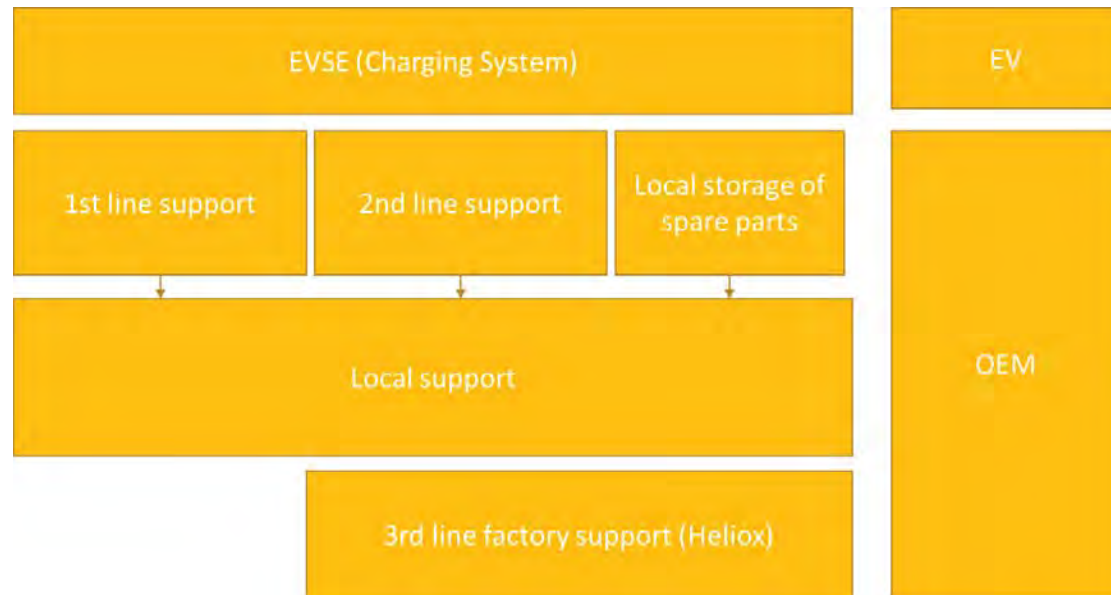 EVSE (Charging System)
EV
1st line support
2nd line support
Local storage of
spare parts
Local support
OEM
3rd line factory support (Heliox)